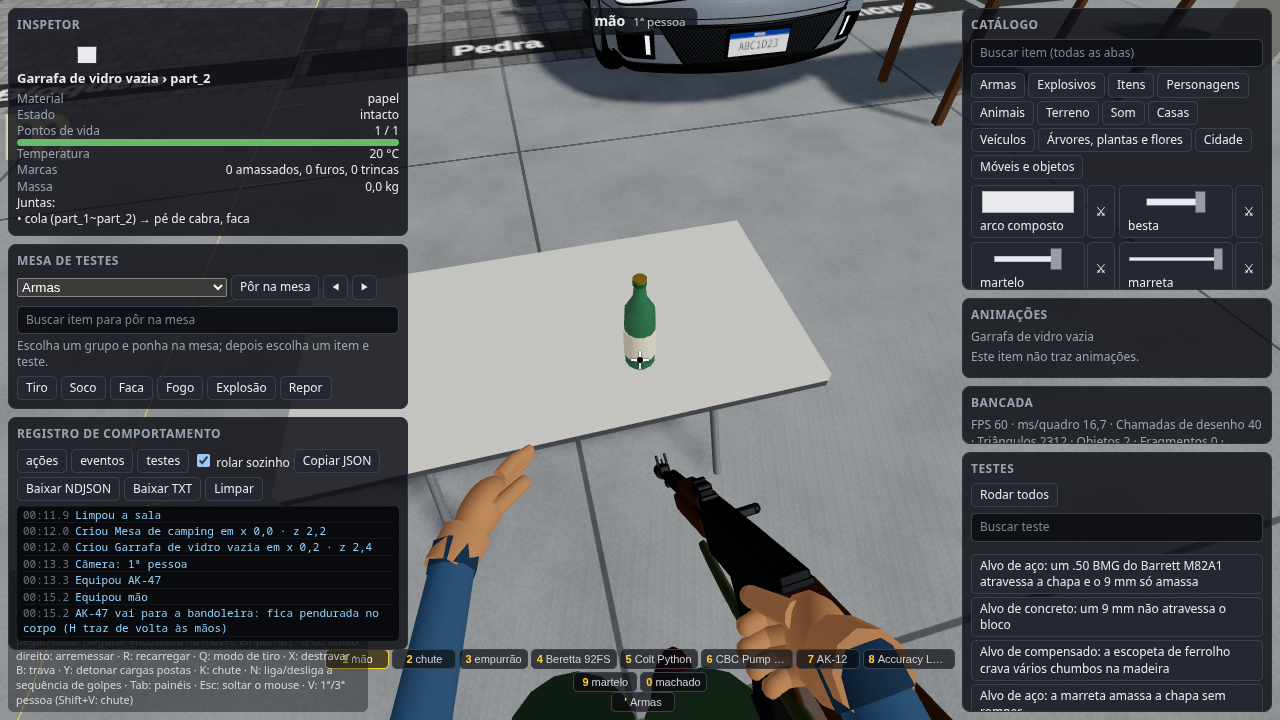 INSPETOR
Garrafa de vidro vazia › part_2
Material papel
Estado intacto
Pontos de vida 1 / 1
Temperatura 20 °C
Marcas 0 amassados, 0 furos, 0 trincas
Massa 0,0 kg
Juntas:
• cola (part_1~part_2) → pé de cabra, faca
MESA DE TESTES
Armas Pôr na mesa ◄ ►
Buscar item para pôr na mesa
Escolha um grupo e ponha na mesa; depois escolha um item e
teste.
Tiro Soco Faca Fogo Explosão Repor
REGISTRO DE COMPORTAMENTO
ações eventos testes rolar sozinho Copiar JSON
Baixar NDJSON Baixar TXT Limpar
00:11.9 Limpou a sala
00:12.0 Criou Mesa de camping em x 0,0 · z 2,2
00:12.0 Criou Garrafa de vidro vazia em x 0,2 · z 2,4
00:13.3 Câmera: 1ª pessoa
00:13.3 Equipou AK-47
00:15.2 Equipou mão
00:15.2 AK-47 vai para a bandoleira: fica pendurada no
corpo (H traz de volta às mãos)
direito: arremessar · R: recarregar · Q: modo de tiro · X: destravar
B: trava · Y: detonar cargas postas · K: chute · N: liga/desliga a
sequência de golpes · Tab: painéis · Esc: soltar o mouse · V: 1ª/3ª
pessoa (Shift+V: chute)
mão 1ª pessoa
Pedra
ABC1D23
1 mão 2 chute 3 empurrão 4 Beretta 92FS 5 Colt Python 6 CBC Pump … 7 AK-12 8 Accuracy L…
9 martelo 0 machado
' Armas
CATÁLOGO
Buscar item (todas as abas)
Armas Explosivos Itens Personagens
Animais Terreno Som Casas
Veículos Árvores, plantas e flores Cidade
Móveis e objetos
arco composto besta
martelo marreta
ANIMAÇÕES
Garrafa de vidro vazia
Este item não traz animações.
BANCADA
FPS 60 · ms/quadro 16,7 · Chamadas de desenho 40
· Triângulos 2312 · Objetos 2 · Fragmentos 0 ·
TESTES
Rodar todos
Buscar teste
Alvo de aço: um .50 BMG do Barrett M82A1
atravessa a chapa e o 9 mm só amassa
Alvo de concreto: um 9 mm não atravessa o
bloco
Alvo de compensado: a escopeta de ferrolho
crava vários chumbos na madeira
Alvo de aço: a marreta amassa a chapa sem
romper